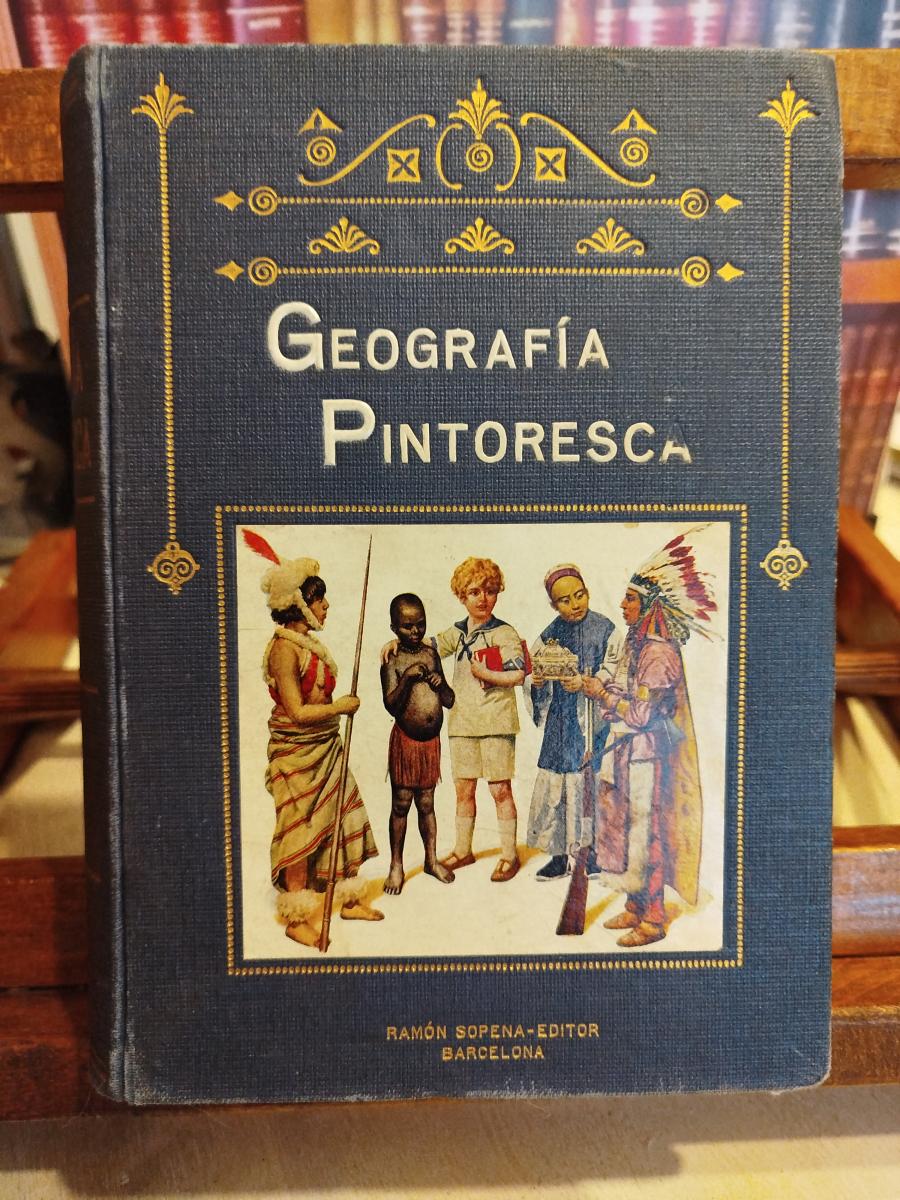 GEOGRAFÍA
PINTORESCA
RAMÓN SOPENA-EDITOR
BARCELONA